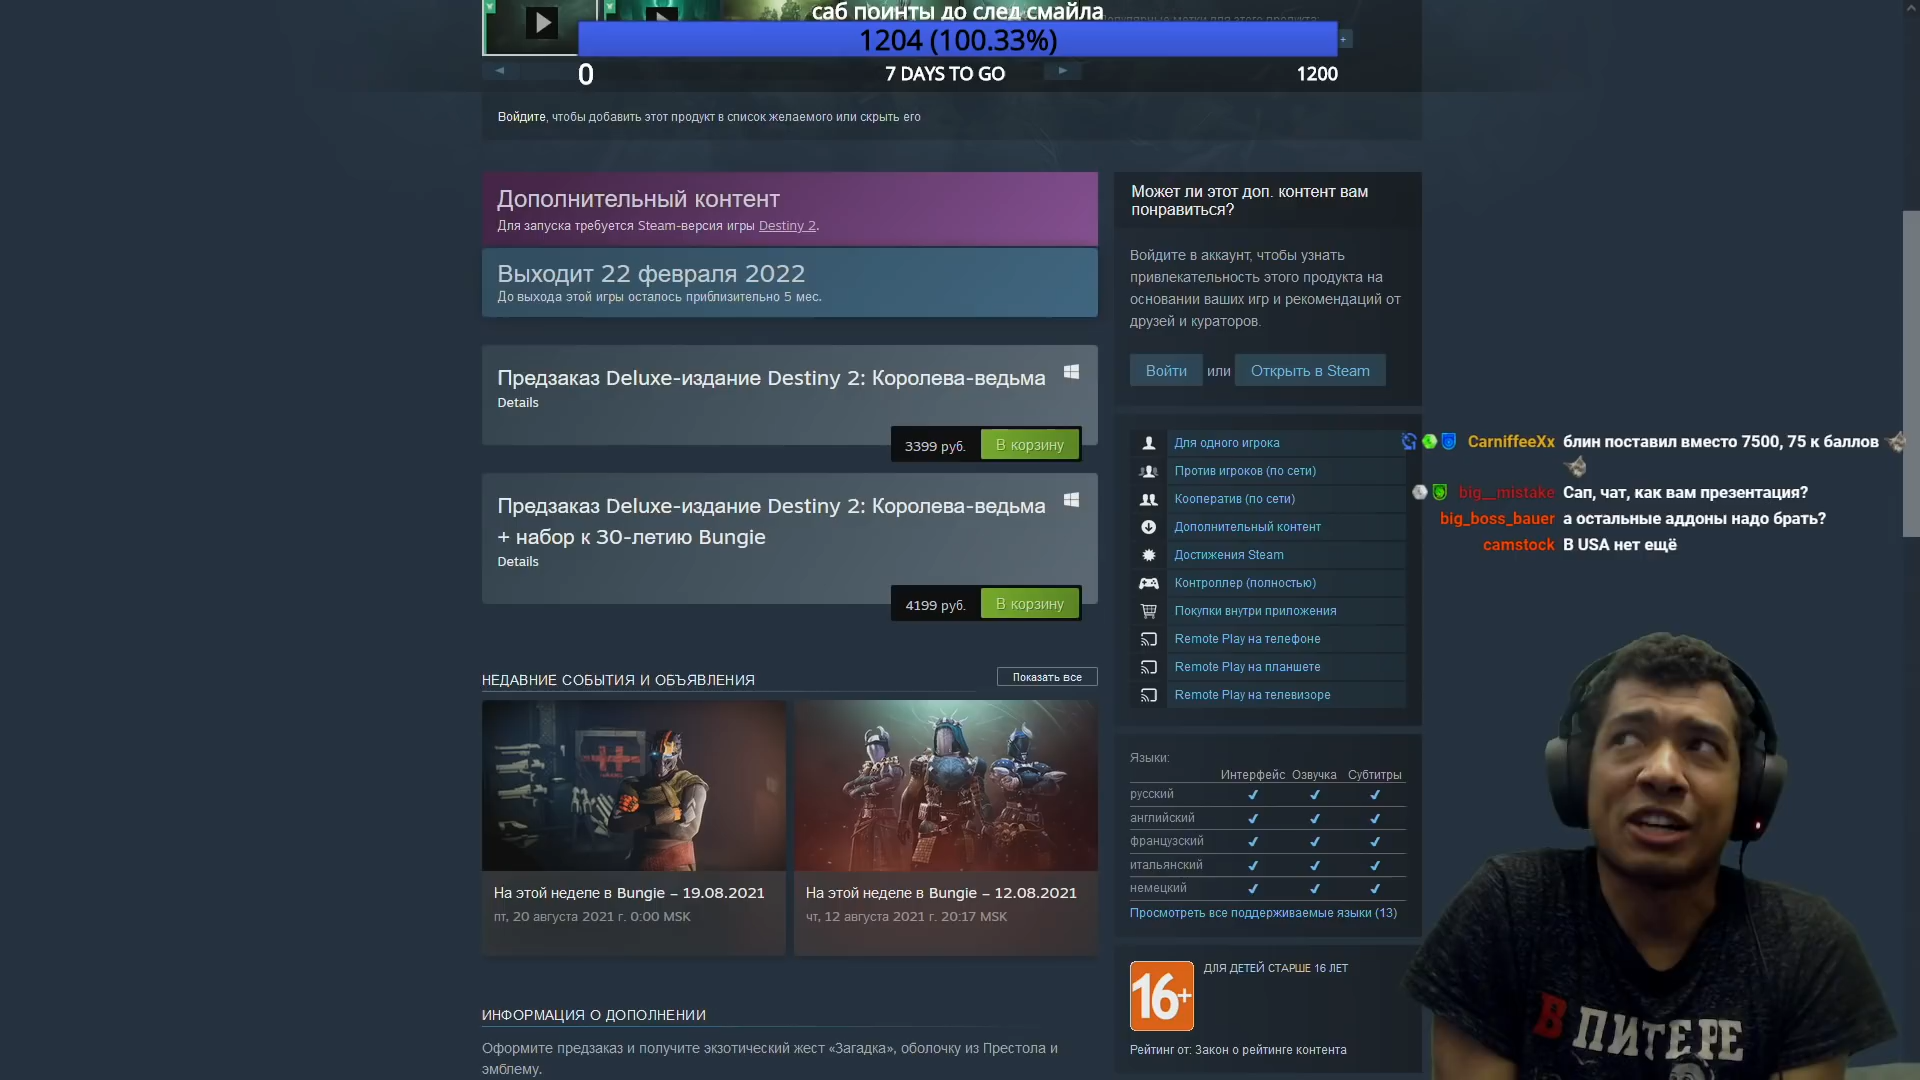 саб поинты до след смайла
1204 (100.33%)
+
0
7 DAYS TO GO
1200
Войдите, чтобы добавить этот продукт в список желаемого или скрыть его
Дополнительный контент
Для запуска требуется Steam-версия игры Destiny 2.
Выходит 22 февраля 2022
До выхода этой игры осталось приблизительно 5 мес.
Предзаказ Deluxe-издание Destiny 2: Королева-ведьма
Details
3399 руб.
В корзину
Предзаказ Deluxe-издание Destiny 2: Королева-ведьма
+ набор к 30-летию Bungie
Details
4199 руб.
В корзину
НЕДАВНИЕ СОБЫТИЯ И ОБЪЯВЛЕНИЯ
Показать все
На этой неделе в Bungie – 19.08.2021
пт, 20 августа 2021 г. 0:00 MSK
На этой неделе в Bungie – 12.08.2021
чт, 12 августа 2021 г. 20:17 MSK
ИНФОРМАЦИЯ О ДОПОЛНЕНИИ
Оформите предзаказ и получите экзотический жест «Загадка», оболочку из Престола и
эмблему.
Может ли этот доп. контент вам
понравиться?
Войдите в аккаунт, чтобы узнать
привлекательность этого продукта на
основании ваших игр и рекомендаций от
друзей и кураторов.
Войти
или
Открыть в Steam
Для одного игрока
Против игроков (по сети)
Кооператив (по сети)
Дополнительный контент
Достижения Steam
Контроллер (полностью)
Покупки внутри приложения
Remote Play на телефоне
Remote Play на планшете
Remote Play на телевизоре
Языки:
Интерфейс Озвучка Субтитры
русский
английский
французский
итальянский
немецкий
Просмотреть все поддерживаемые языки (13)
16+
ДЛЯ ДЕТЕЙ СТАРШЕ 16 ЛЕТ
Рейтинг от: Закон о рейтинге контента
CarniffeeXx блин поставил вместо 7500, 75 к баллов
big__mistake Сап, чат, как вам презентация?
big_boss_bauer а остальные аддоны надо брать?
camstock В USA нет ещё
В ПИТЕРЕ